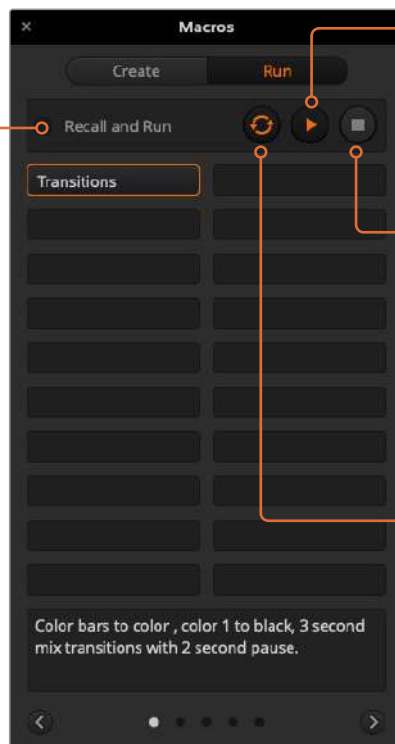 Macros
Create
Run
Recall and Run
Transitions
Color bars to color , color 1 to black, 3 second
mix transitions with 2 second pause.